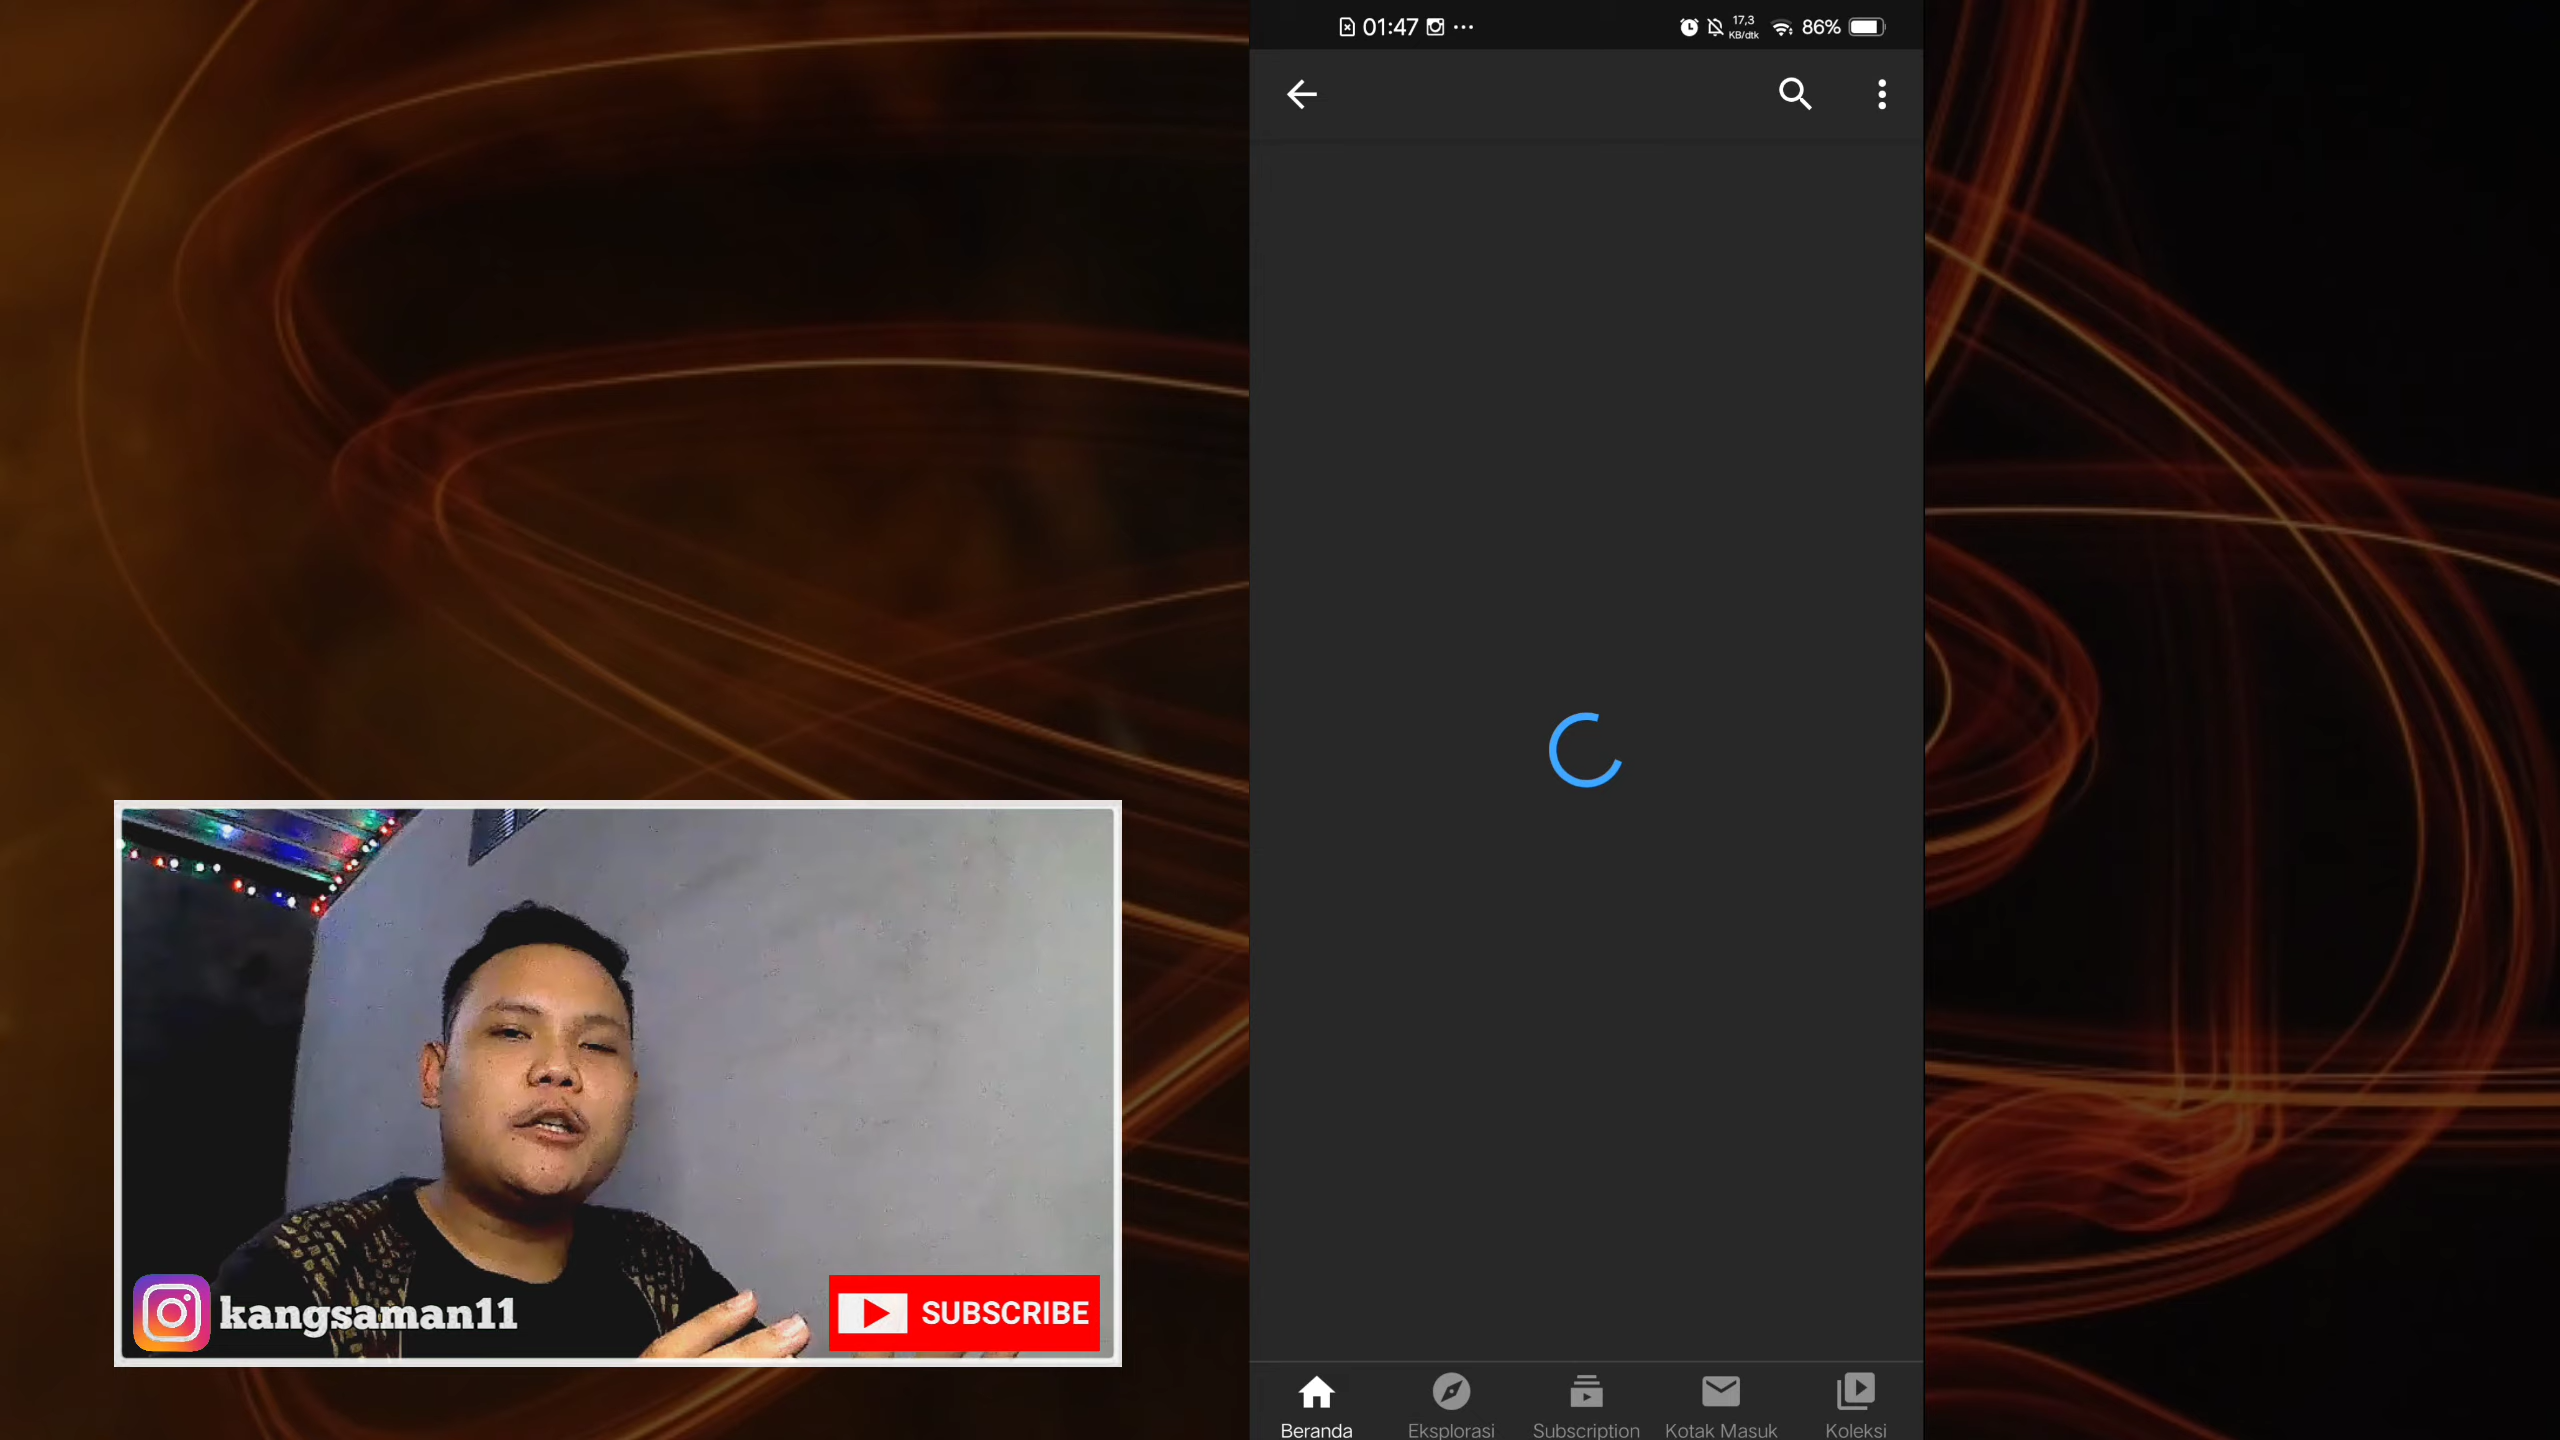 01:47 ···
17,3
KB/dtk
86%
kangsaman11
SUBSCRIBE
Beranda
Eksplorasi
Subscription
Kotak Masuk
Koleksi